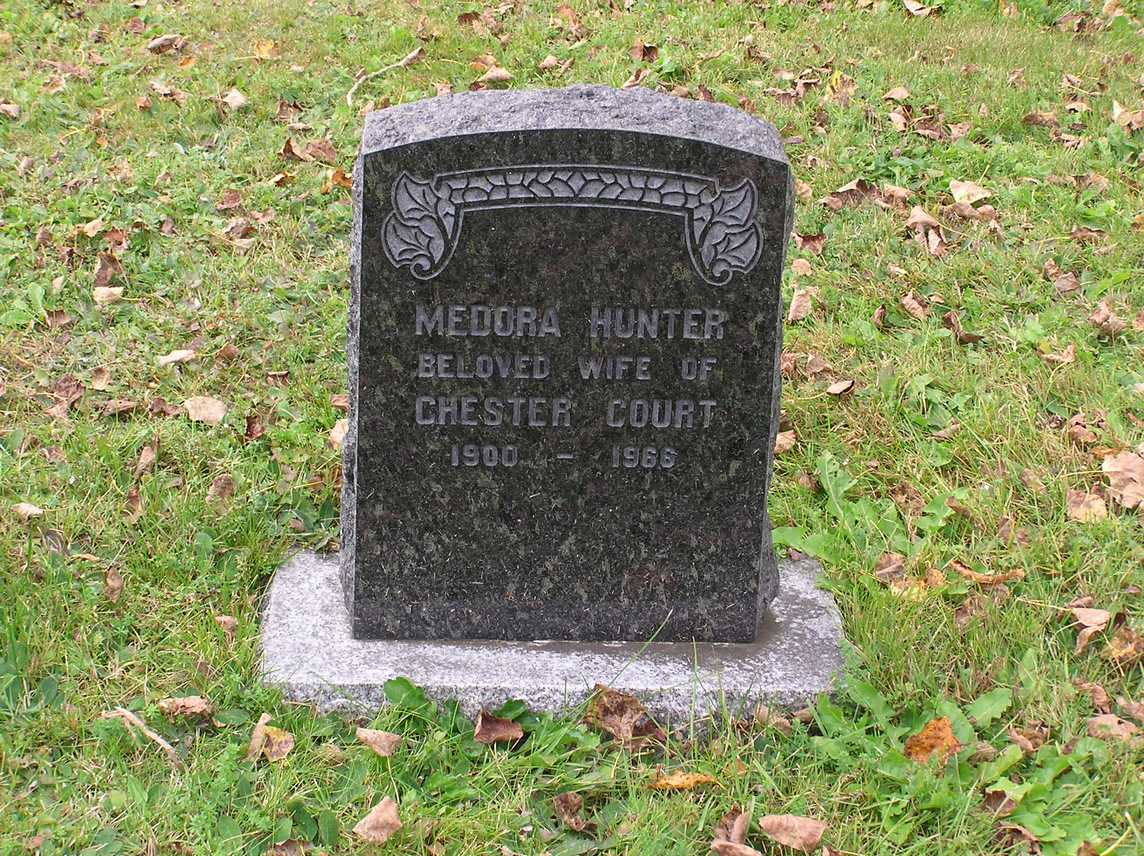 MEDORA HUNTER
BELOVED WIFE OF
CHESTER COURT
1900 - 1966